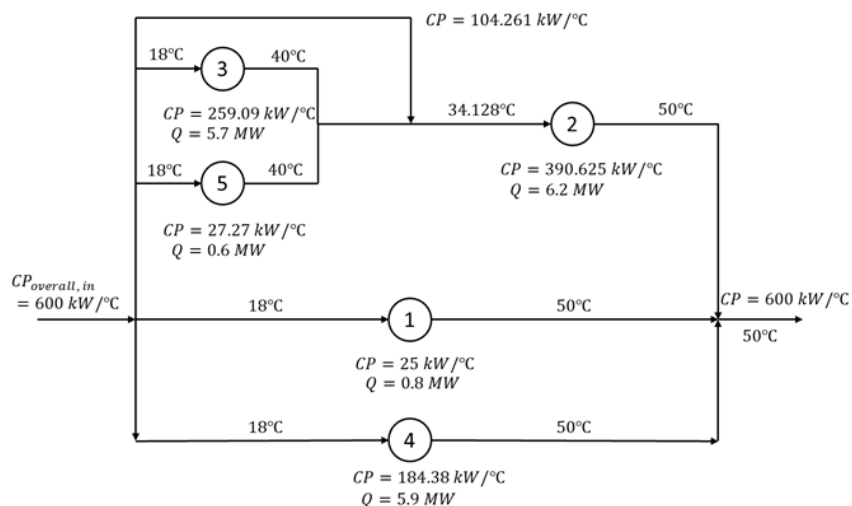 CP = 104.261 kW/°C
18°C
3
40°C
CP = 259.09 kW/°C
Q = 5.7 MW
34.128°C
2
50°C
CP = 390.625 kW/°C
Q = 6.2 MW
18°C
5
40°C
CP = 27.27 kW/°C
Q = 0.6 MW
CP_overall,in
= 600 kW/°C
18°C
1
50°C
CP = 600 kW/°C
50°C
CP = 25 kW/°C
Q = 0.8 MW
18°C
4
50°C
CP = 184.38 kW/°C
Q = 5.9 MW